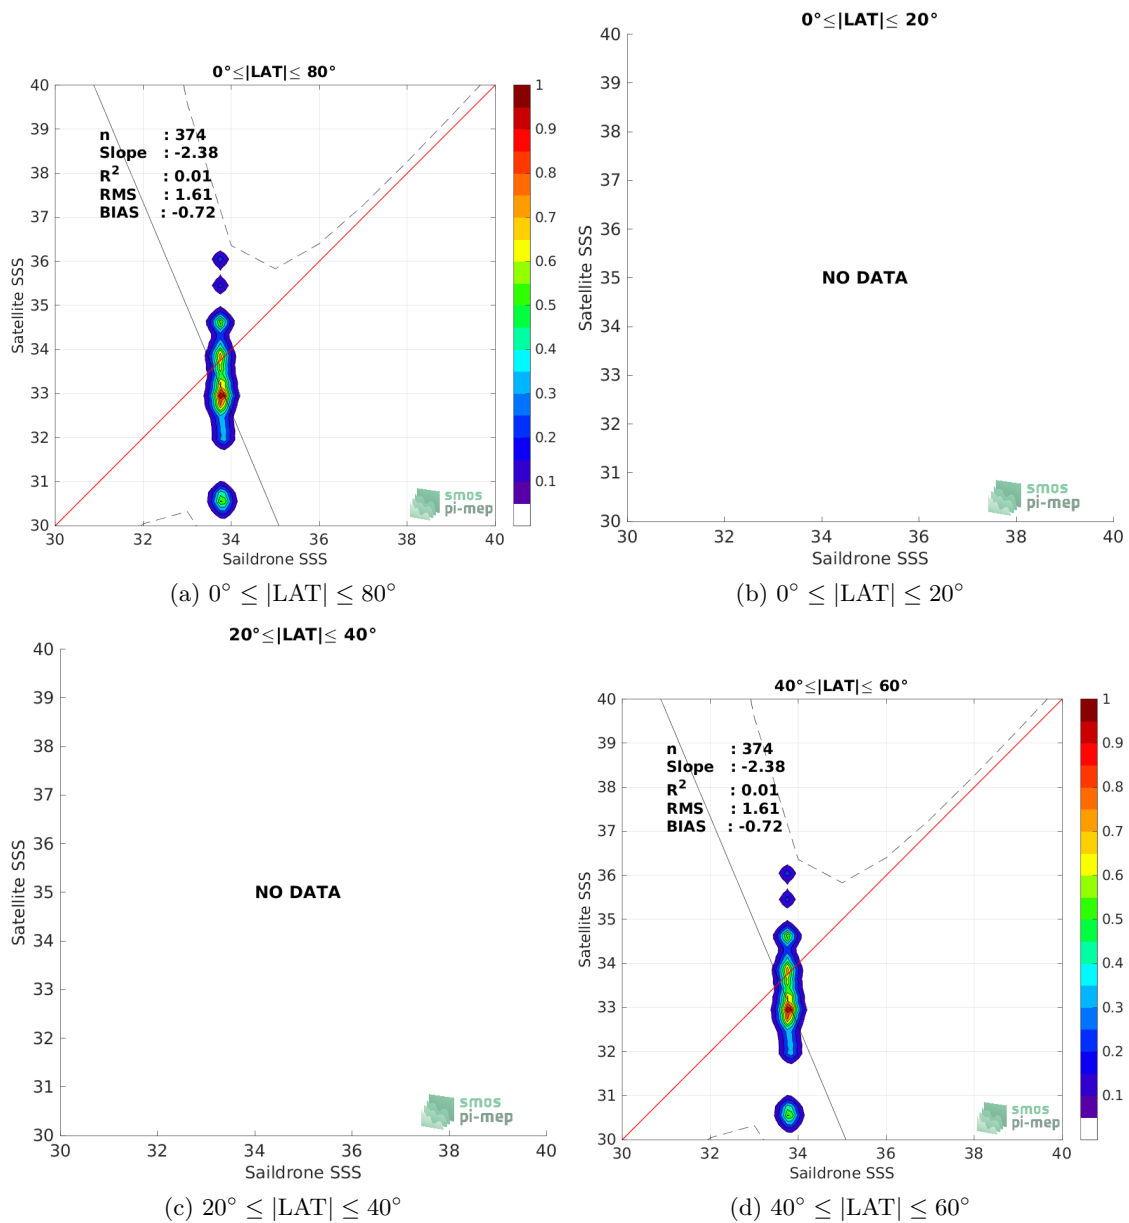 0°≤|LAT|≤ 80°
40
39
38
37
36
35
34
33
32
31
30
Satellite SSS
n : 374
Slope : -2.38
R² : 0.01
RMS : 1.61
BIAS : -0.72
smos
pi-mep
30 32 34 36 38 40
Saildrone SSS
1
0.9
0.8
0.7
0.6
0.5
0.4
0.3
0.2
0.1
(a) 0° ≤ |LAT| ≤ 80°
0°≤|LAT|≤ 20°
40
39
38
37
36
35
34
33
32
31
30
Satellite SSS
NO DATA
smos
pi-mep
30 32 34 36 38 40
Saildrone SSS
(b) 0° ≤ |LAT| ≤ 20°
20°≤|LAT|≤ 40°
40
39
38
37
36
35
34
33
32
31
30
Satellite SSS
NO DATA
smos
pi-mep
30 32 34 36 38 40
Saildrone SSS
(c) 20° ≤ |LAT| ≤ 40°
40°≤|LAT|≤ 60°
40
39
38
37
36
35
34
33
32
31
30
Satellite SSS
n : 374
Slope : -2.38
R² : 0.01
RMS : 1.61
BIAS : -0.72
smos
pi-mep
30 32 34 36 38 40
Saildrone SSS
1
0.9
0.8
0.7
0.6
0.5
0.4
0.3
0.2
0.1
(d) 40° ≤ |LAT| ≤ 60°